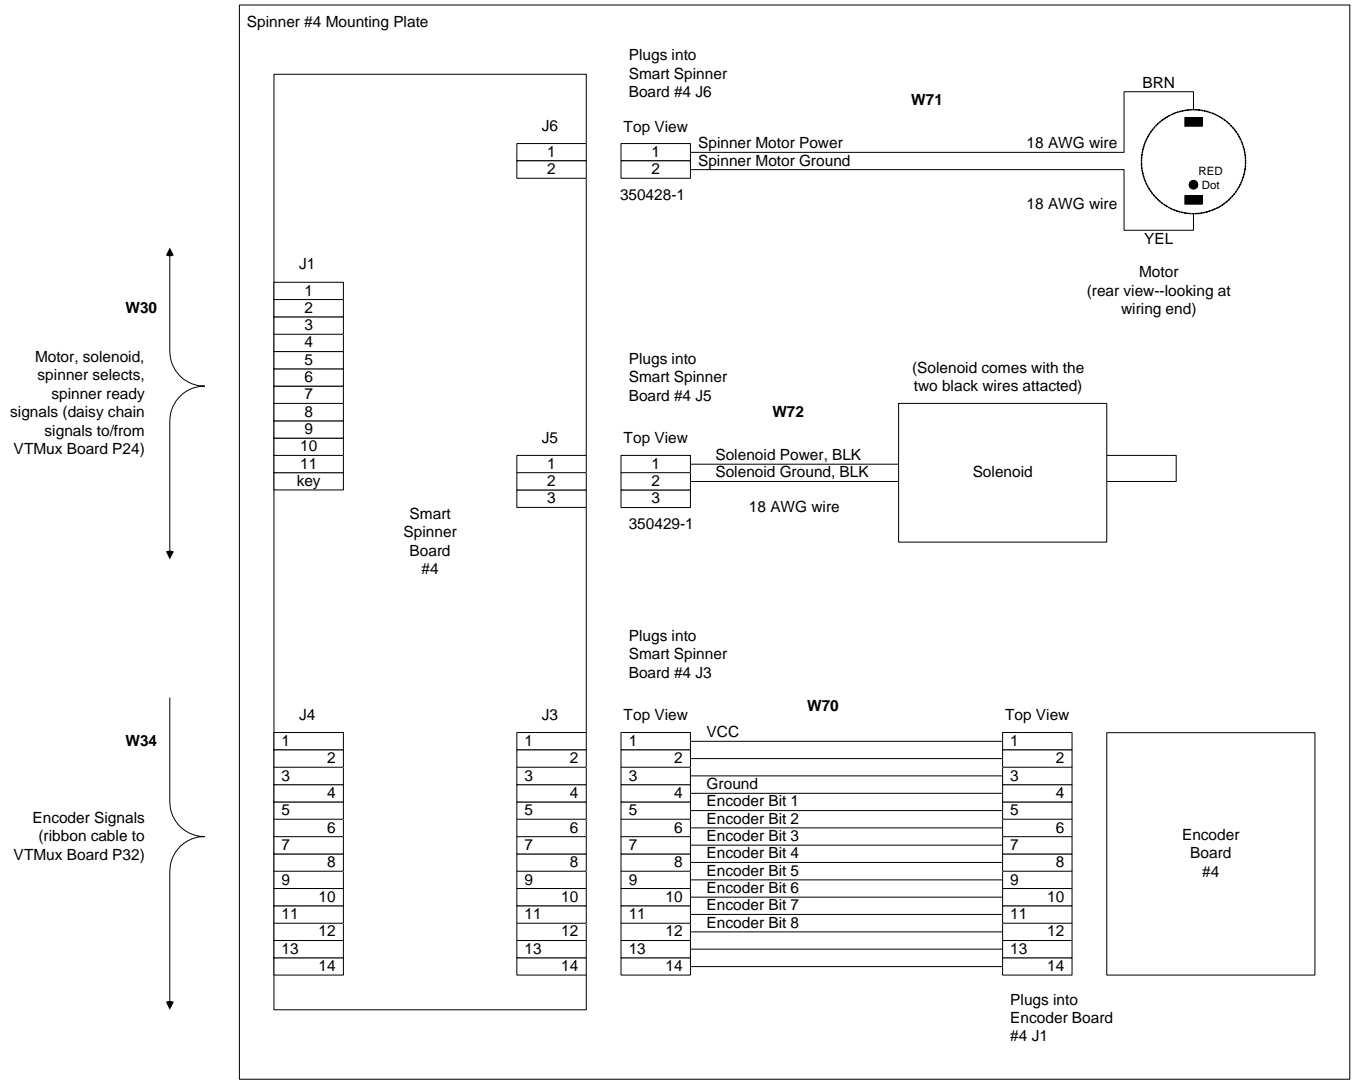 Spinner #4 Mounting Plate
Plugs into
Smart Spinner
Board #4 J6
W71
BRN
J6
Top View
1
2
1
2
Spinner Motor Power
Spinner Motor Ground
18 AWG wire
350428-1
RED
Dot
18 AWG wire
YEL
Motor
(rear view--looking at
wiring end)
W30
Motor, solenoid,
spinner selects,
spinner ready
signals (daisy chain
signals to/from
VTMux Board P24)
J1
1
2
3
4
5
6
7
8
9
10
11
key
Plugs into
Smart Spinner
Board #4 J5
W72
(Solenoid comes with the
two black wires attacted)
J5
Top View
1
2
3
1
2
3
Solenoid Power, BLK
Solenoid Ground, BLK
18 AWG wire
350429-1
Solenoid
Smart
Spinner
Board
#4
Plugs into
Smart Spinner
Board #4 J3
W70
W34
Encoder Signals
(ribbon cable to
VTMux Board P32)
J4
1
2
3
4
5
6
7
8
9
10
11
12
13
14
J3
1
2
3
4
5
6
7
8
9
10
11
12
13
14
Top View
1
2
3
4
5
6
7
8
9
10
11
12
13
14
VCC
Ground
Encoder Bit 1
Encoder Bit 2
Encoder Bit 3
Encoder Bit 4
Encoder Bit 5
Encoder Bit 6
Encoder Bit 7
Encoder Bit 8
Top View
1
2
3
4
5
6
7
8
9
10
11
12
13
14
Plugs into
Encoder Board
#4 J1
Encoder
Board
#4